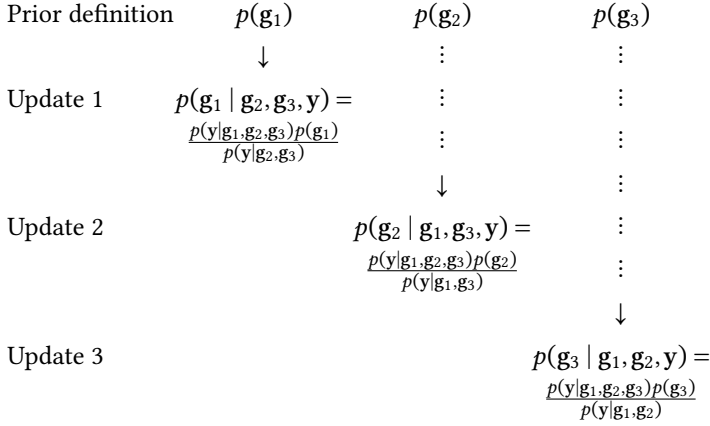 Prior definition p(g₁) p(g₂) p(g₃)
↓ ⋮ ⋮
Update 1 p(g₁ | g₂, g₃, y) = ⋮ ⋮
p(y|g₁,g₂,g₃)p(g₁) / p(y|g₂,g₃) ⋮ ⋮
↓ ⋮
Update 2 p(g₂ | g₁, g₃, y) = ⋮
p(y|g₁,g₂,g₃)p(g₂) / p(y|g₁,g₃) ⋮
↓
Update 3 p(g₃ | g₁, g₂, y) =
p(y|g₁,g₂,g₃)p(g₃) / p(y|g₁,g₂)